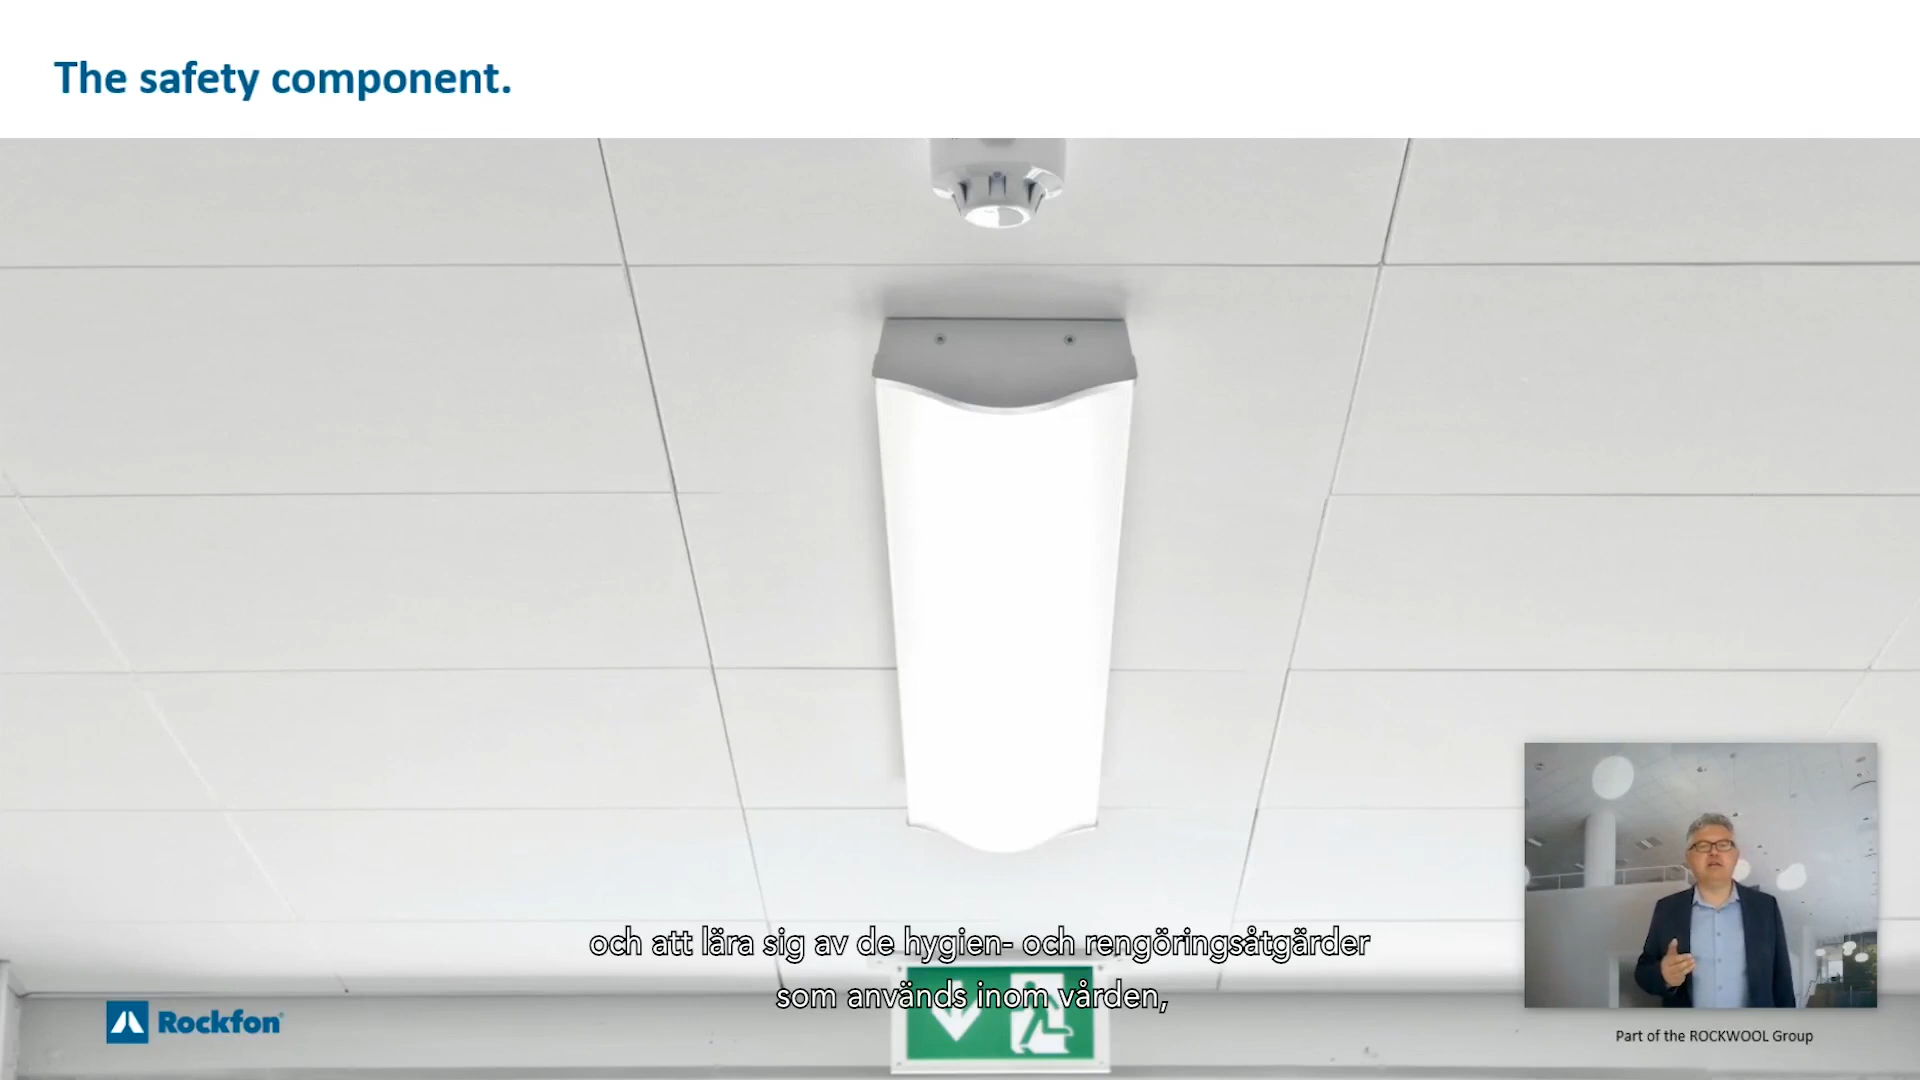 The safety component.
och att lära sig av de hygien- och rengöringsåtgärder
som används inom vården,
Rockfon
Part of the ROCKWOOL Group